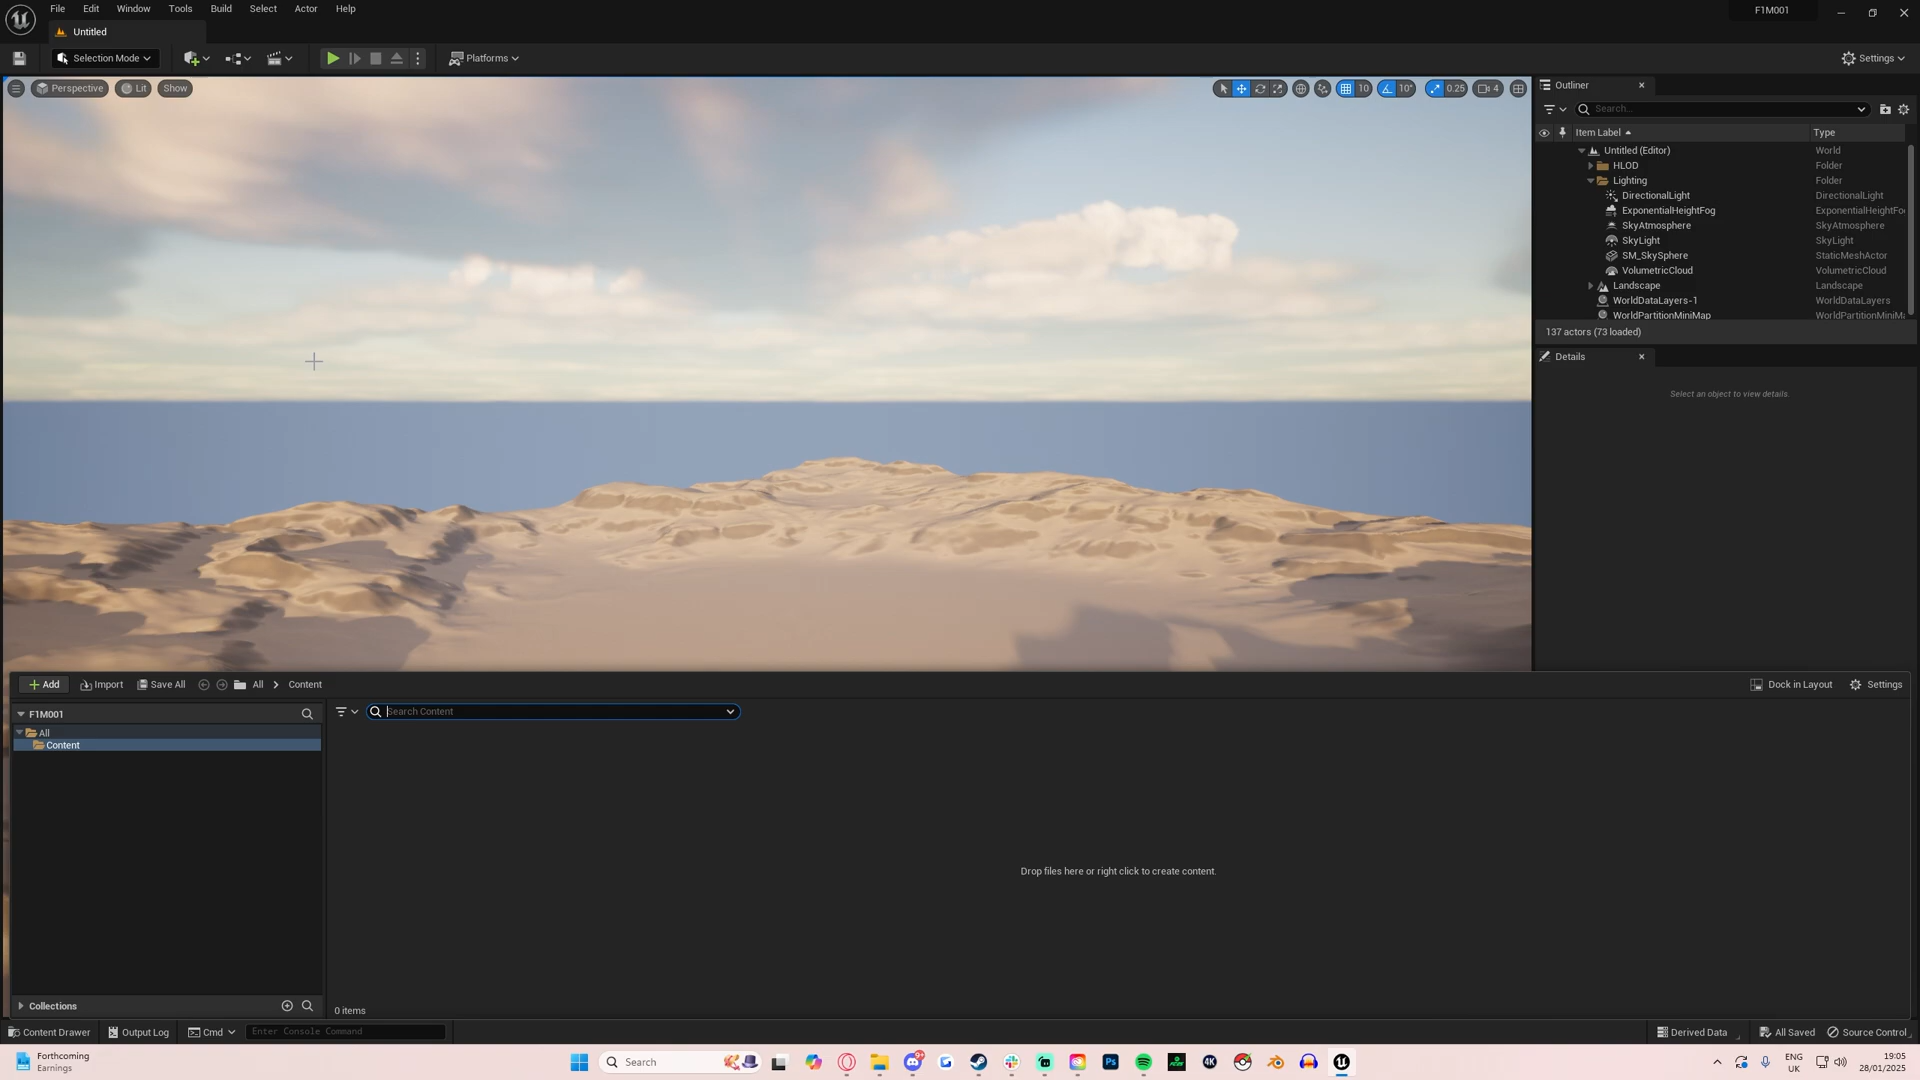 File Edit Window Tools Build Select Actor Help
F1M001
Untitled
Selection Mode
Platforms
Settings
Perspective
Lit
Show
10
10°
0.25
4
Outliner
Search...
Item Label
Type
Untitled (Editor)
World
HLOD
Folder
Lighting
Folder
DirectionalLight
DirectionalLight
ExponentialHeightFog
ExponentialHeightFo
SkyAtmosphere
SkyAtmosphere
SkyLight
SkyLight
SM_SkySphere
StaticMeshActor
VolumetricCloud
VolumetricCloud
Landscape
Landscape
WorldDataLayers-1
WorldDataLayers
WorldPartitionMiniMap
WorldPartitionMiniMa
137 actors (73 loaded)
Details
Select an object to view details.
Add
Import
Save All
All
Content
Dock in Layout
Settings
F1M001
Search Content
All
Content
Drop files here or right click to create content.
Collections
0 items
Content Drawer
Output Log
Cmd
Enter Console Command
Derived Data
All Saved
Source Control
Forthcoming
Earnings
Search
9+
Ps
4K
ENG
UK
19:05
28/01/2025